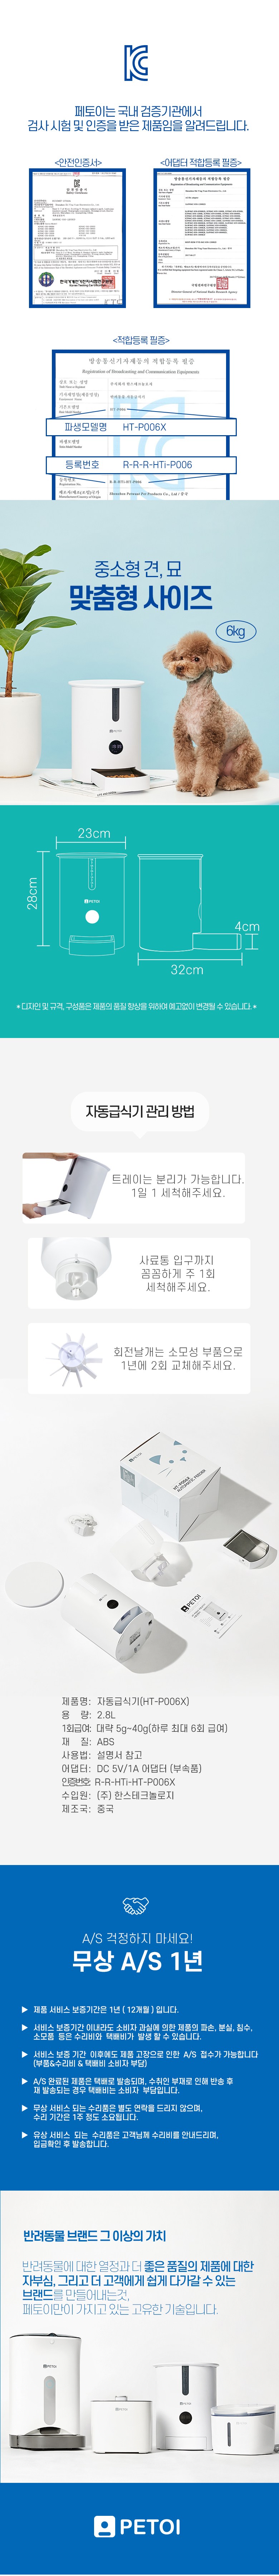 페토이는 국내 검증기관에서
검사 시험 및 인증을 받은 제품임을 알려드립니다.
<안전인증서>
<어댑터 적합등록 필증>
<적합등록 필증>
방송통신기자재등의 적합등록 필증
Registration of Broadcasting and Communication Equipments
파생모델명 HT-P006X
등록번호 R-R-R-HTi-P006
중소형 견, 묘
맞춤형 사이즈
6kg
PETOI
23cm
28cm
PETOI
4cm
32cm
* 디자인 및 규격, 구성품은 제품의 품질 향상을 위하여 예고없이 변경될 수 있습니다. *
자동급식기 관리 방법
트레이는 분리가 가능합니다.
1일 1 세척해주세요.
사료통 입구까지
꼼꼼하게 주 1회
세척해주세요.
회전날개는 소모성 부품으로
1년에 2회 교체해주세요.
PETOI
HT-P006X
AUTOMATIC FEEDER
PETOI
제품명: 자동급식기(HT-P006X)
용 량: 2.8L
1회급여: 대략 5g~40g(하루 최대 6회 급여)
재 질: ABS
사용법: 설명서 참고
어댑터: DC 5V/1A 어댑터 (부속품)
인증번호: R-R-HTi-HT-P006X
수입원: (주) 한스테크놀로지
제조국: 중국
A/S 걱정하지 마세요!
무상 A/S 1년
▶ 제품 서비스 보증기간은 1년 ( 12개월 ) 입니다.
▶ 서비스 보증기간 이내라도 소비자 과실에 의한 제품의 파손, 분실, 침수,
소모품 등은 수리비와 택배비가 발생 할 수 있습니다.
▶ 서비스 보증 기간 이후에도 제품 고장으로 인한 A/S 접수가 가능합니다
(부품&수리비 & 택배비 소비자 부담)
▶ A/S 완료된 제품은 택배로 발송되며, 수취인 부재로 인해 반송 후
재 발송되는 경우 택배비는 소비자 부담입니다.
▶ 무상 서비스 되는 수리품은 별도 연락을 드리지 않으며,
수리 기간은 1주 정도 소요됩니다.
▶ 유상 서비스 되는 수리품은 고객님께 수리비를 안내드리며,
입금확인 후 발송합니다.
반려동물 브랜드 그 이상의 가치
반려동물에 대한 열정과 더 좋은 품질의 제품에 대한
자부심, 그리고 더 고객에게 쉽게 다가갈 수 있는
브랜드를 만들어내는것,
페토이만이 가지고 있는 고유한 기술입니다.
PETOI
PETOI
PETOI
PETOI